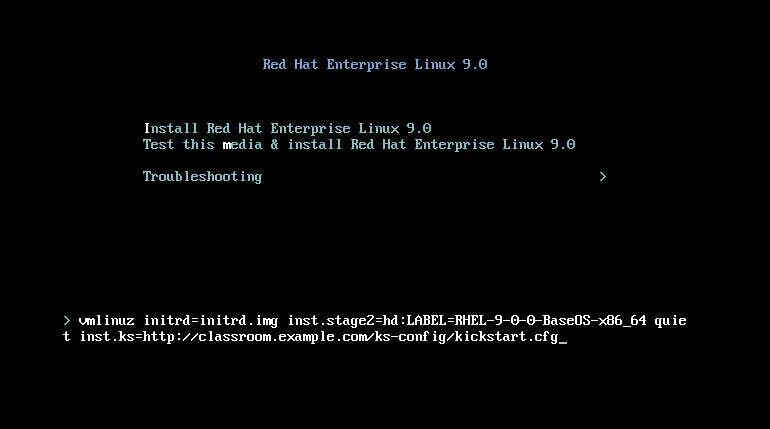 Red Hat Enterprise Linux 9.0
Install Red Hat Enterprise Linux 9.0
Test this media & install Red Hat Enterprise Linux 9.0
Troubleshooting >
> vmlinuz initrd=initrd.img inst.stage2=hd:LABEL=RHEL-9-0-0-BaseOS-x86_64 quie
t inst.ks=http://classroom.example.com/ks-config/kickstart.cfg_